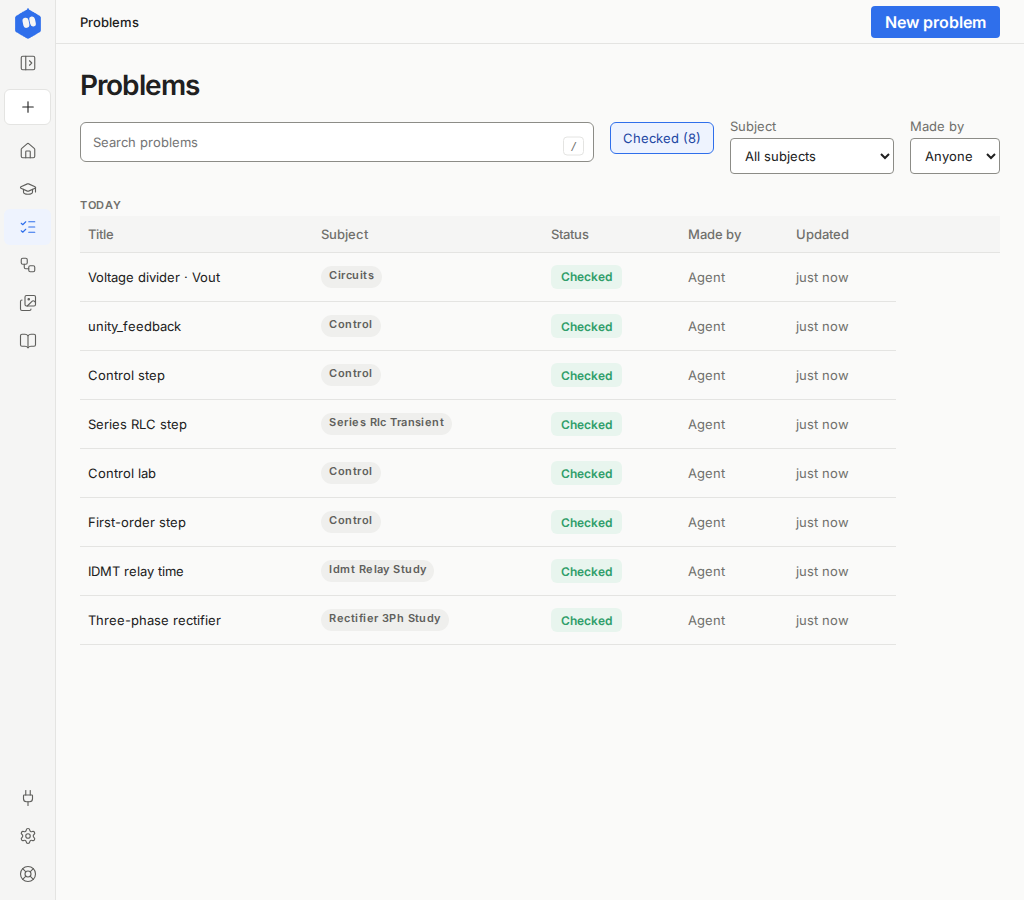 Problems
New problem
Problems
Search problems
/
Checked (8)
Subject
All subjects
Made by
Anyone
TODAY
Title Subject Status Made by Updated
Voltage divider · Vout Circuits Checked Agent just now
unity_feedback Control Checked Agent just now
Control step Control Checked Agent just now
Series RLC step Series Rlc Transient Checked Agent just now
Control lab Control Checked Agent just now
First-order step Control Checked Agent just now
IDMT relay time Idmt Relay Study Checked Agent just now
Three-phase rectifier Rectifier 3Ph Study Checked Agent just now